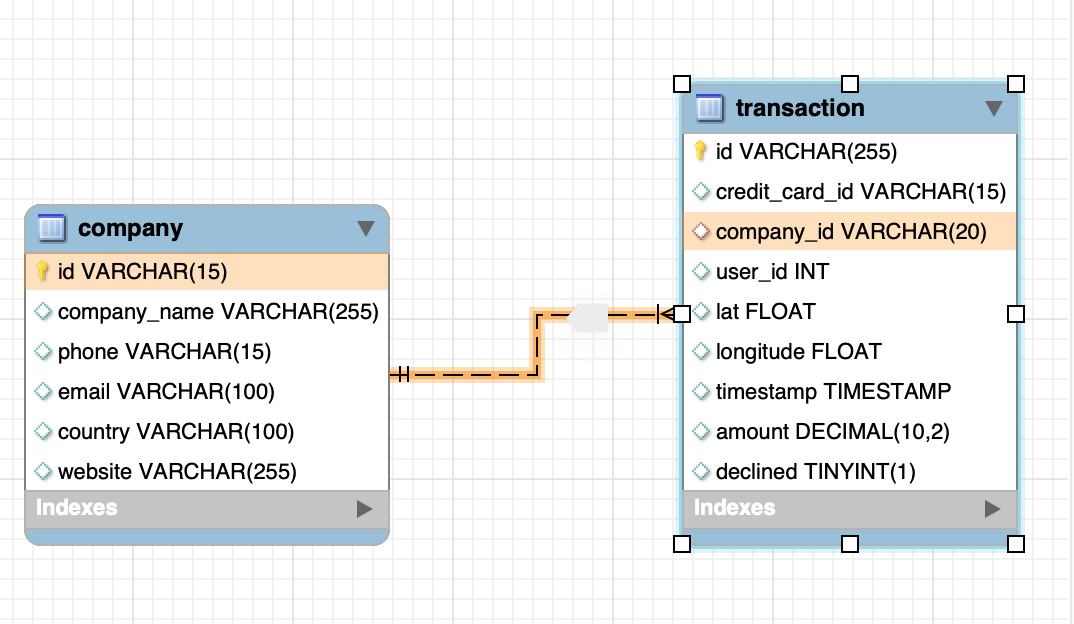 company
id VARCHAR(15)
company_name VARCHAR(255)
phone VARCHAR(15)
email VARCHAR(100)
country VARCHAR(100)
website VARCHAR(255)
Indexes
transaction
id VARCHAR(255)
credit_card_id VARCHAR(15)
company_id VARCHAR(20)
user_id INT
lat FLOAT
longitude FLOAT
timestamp TIMESTAMP
amount DECIMAL(10,2)
declined TINYINT(1)
Indexes